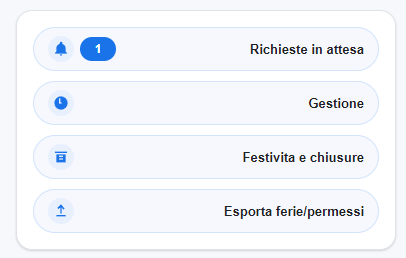 1 Richieste in attesa
Gestione
Festivita e chiusure
Esporta ferie/permessi